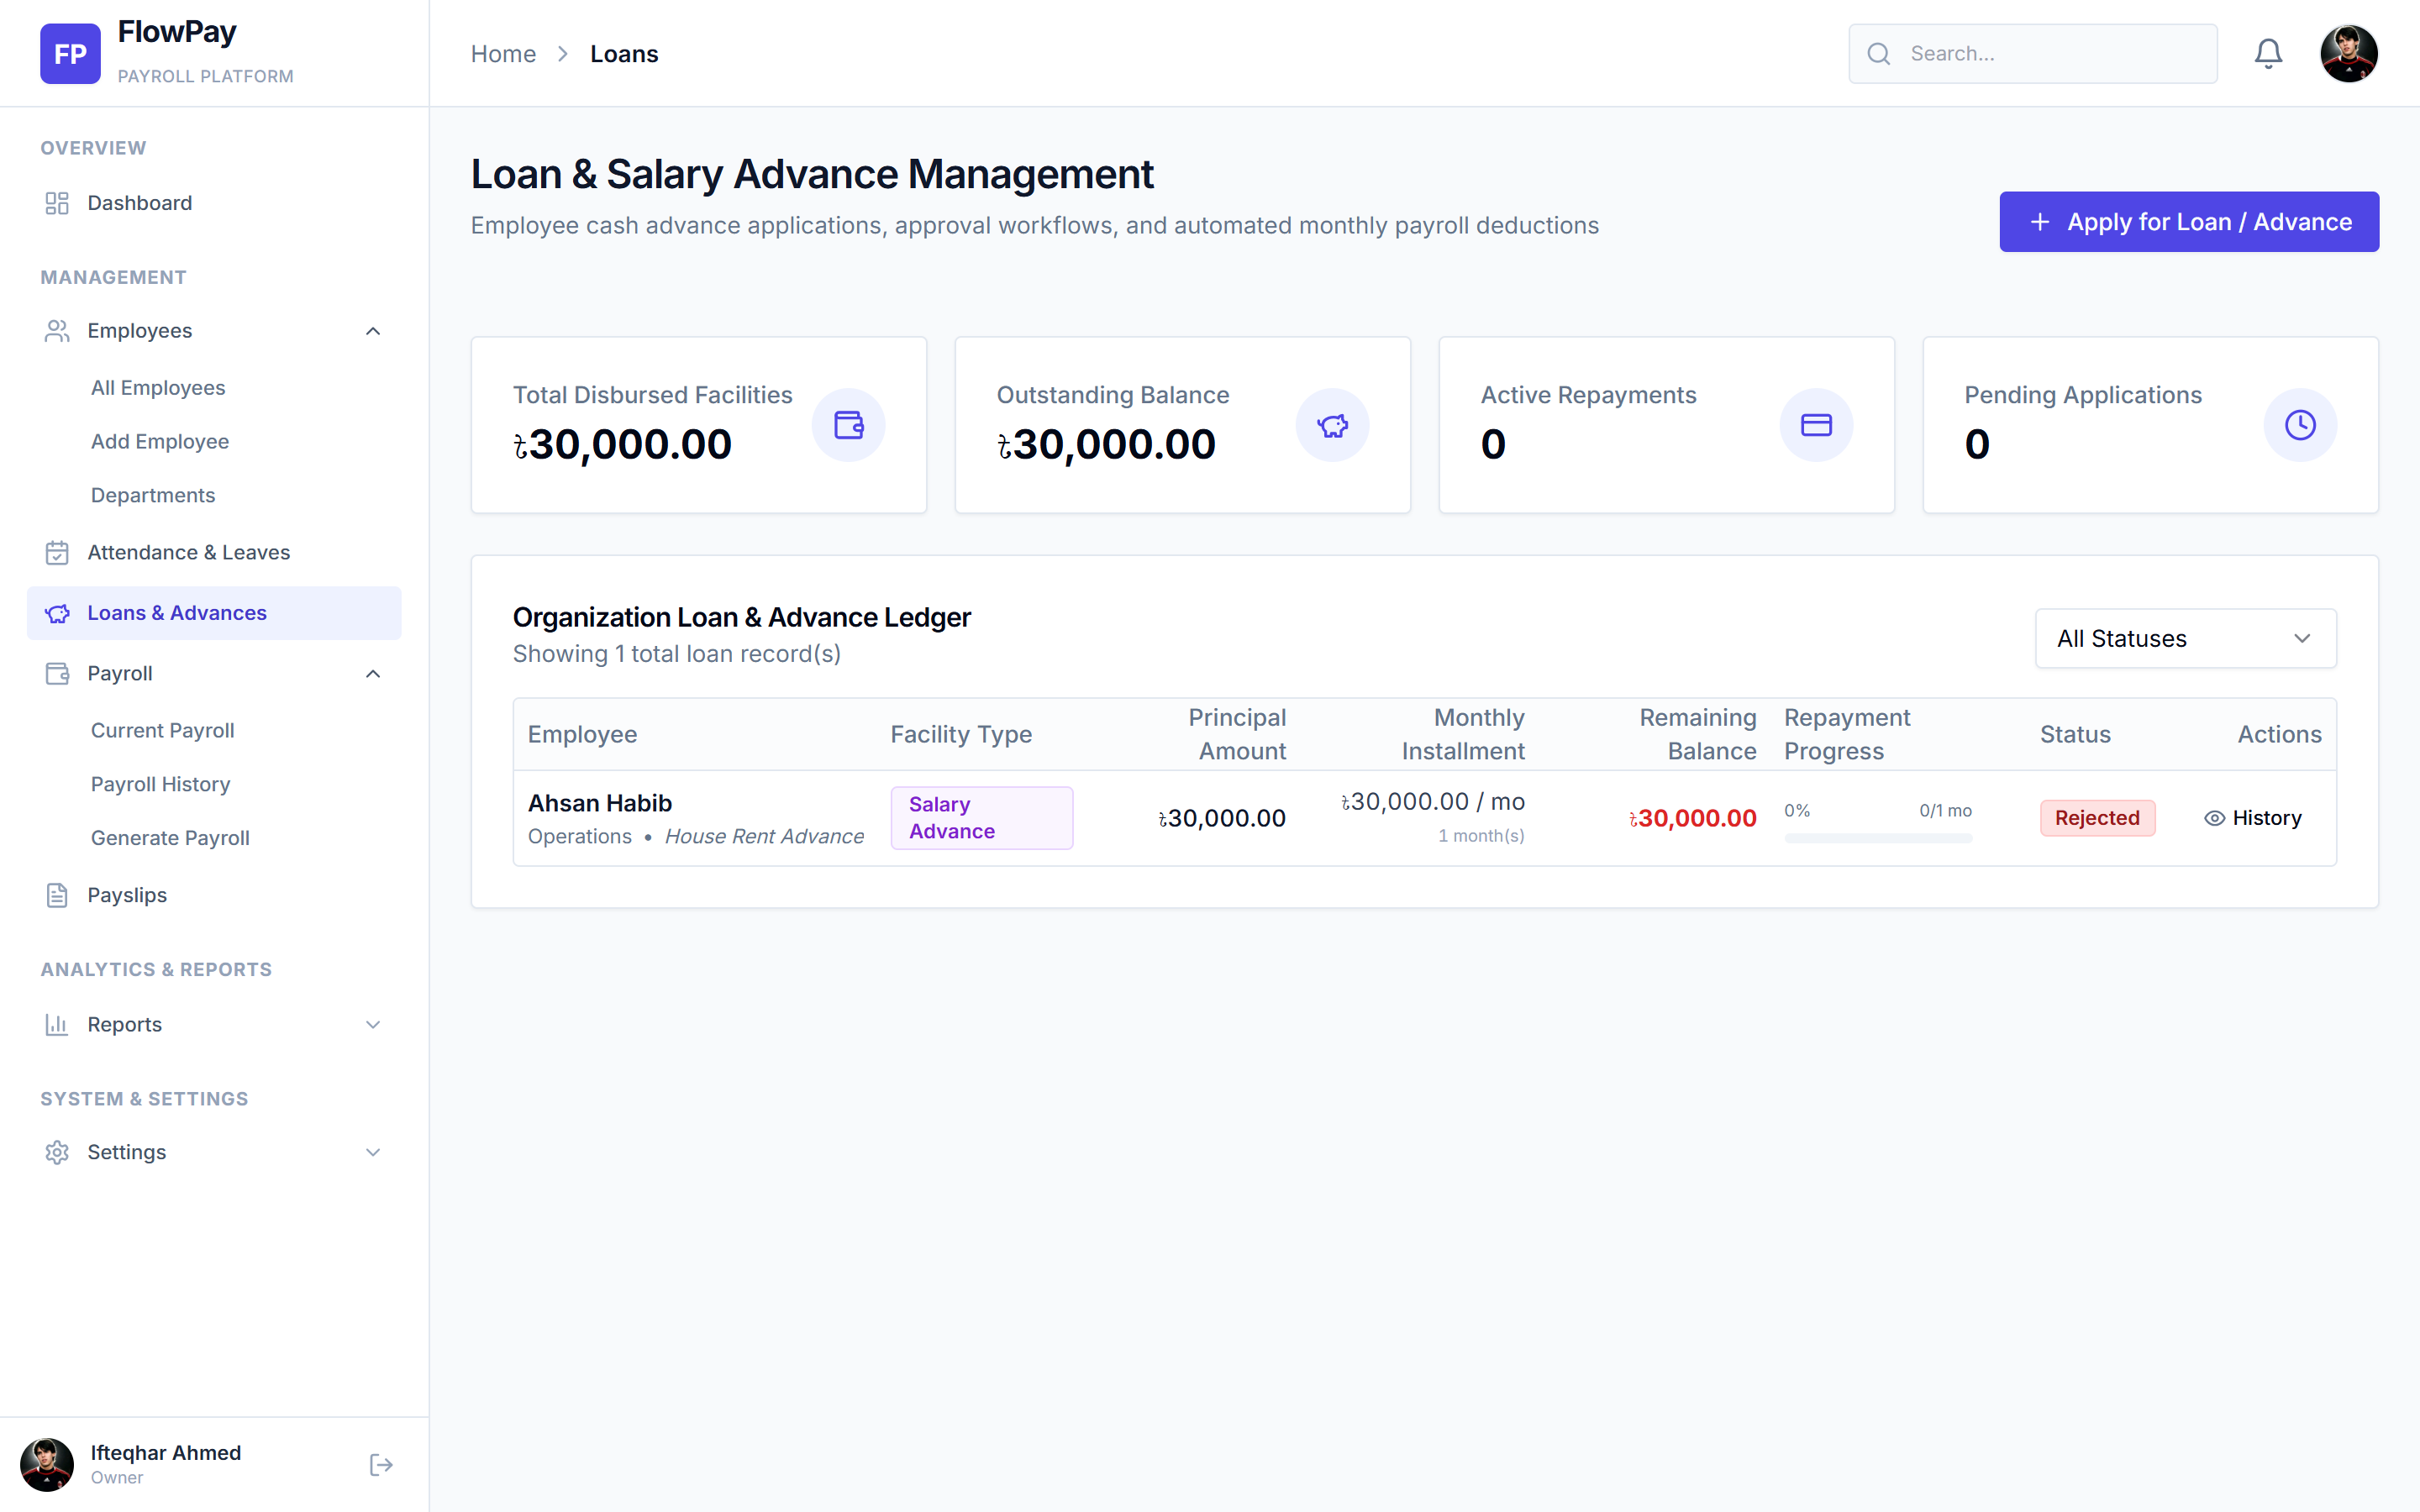 FP
FlowPay
PAYROLL PLATFORM
Home > Loans
Search...
OVERVIEW
Dashboard
MANAGEMENT
Employees
All Employees
Add Employee
Departments
Attendance & Leaves
Loans & Advances
Payroll
Current Payroll
Payroll History
Generate Payroll
Payslips
ANALYTICS & REPORTS
Reports
SYSTEM & SETTINGS
Settings
Ifteqhar Ahmed
Owner
Loan & Salary Advance Management
Employee cash advance applications, approval workflows, and automated monthly payroll deductions
+ Apply for Loan / Advance
Total Disbursed Facilities
৳30,000.00
Outstanding Balance
৳30,000.00
Active Repayments
0
Pending Applications
0
Organization Loan & Advance Ledger
Showing 1 total loan record(s)
All Statuses
Employee
Facility Type
Principal
Amount
Monthly
Installment
Remaining
Balance
Repayment
Progress
Status
Actions
Ahsan Habib
Operations • House Rent Advance
Salary
Advance
৳30,000.00
৳30,000.00 / mo
1 month(s)
৳30,000.00
0% 0/1 mo
Rejected
History